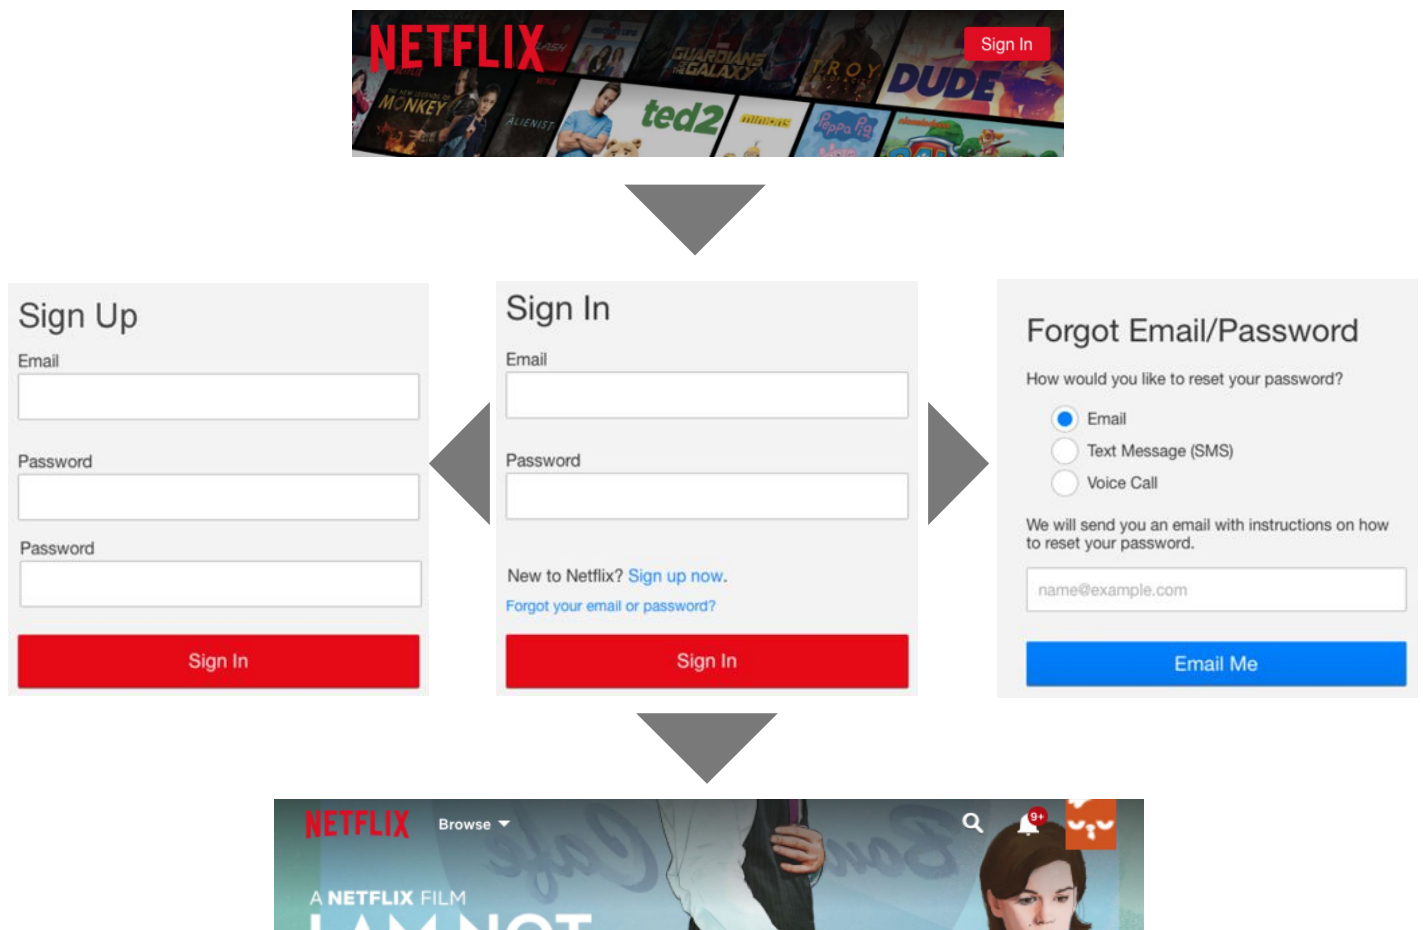 NETFLIX
Sign In
GUARDIANS
GALAXY
TROY
DUDE
MONKEY
ALIENIST
ted2
minions
Peppa Pig
Sign Up
Email
Password
Password
Sign In
Sign In
Email
Password
New to Netflix? Sign up now.
Forgot your email or password?
Sign In
Forgot Email/Password
How would you like to reset your password?
Email
Text Message (SMS)
Voice Call
We will send you an email with instructions on how
to reset your password.
name@example.com
Email Me
NETFLIX
Browse
9+
Cafe
A NETFLIX FILM
I AM NOT